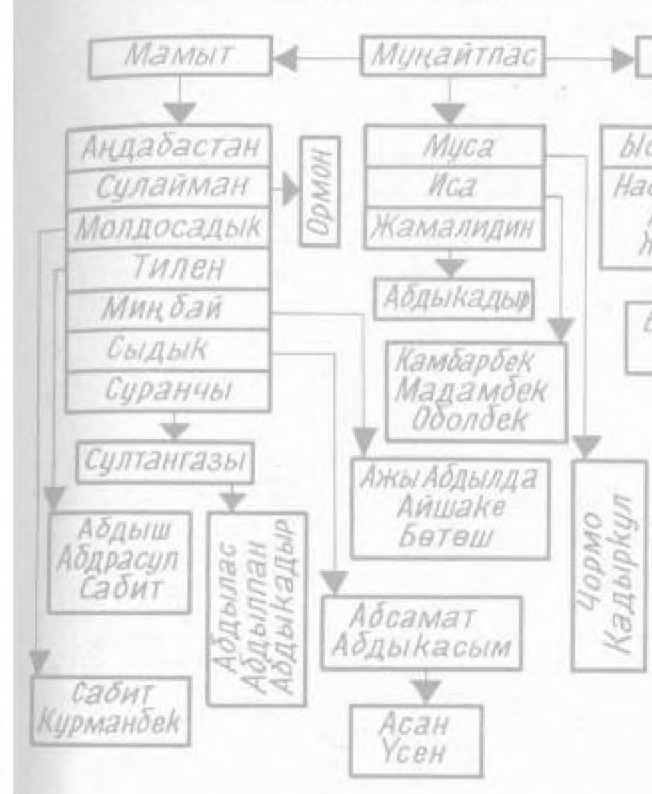 Мамыт
Муңайтпас
Аңдабастан
Сулайман
Молдосадык
Тилен
Миңбай
Сыдык
Суранчы
Ормон
Муса
Иса
Жамалидин
Абдыкадыр
Камбарбек
Мадамбек
Оболбек
Султангазы
Ажы Абдылда
Айшаке
Бөтөш
Абдыш
Абдрасул
Сабит
Абдылас
Абдылпан
Абдыкадыр
Чормо
Кадыркул
Абсамат
Абдыкасым
Сабит
Курманбек
Асан
Үсен